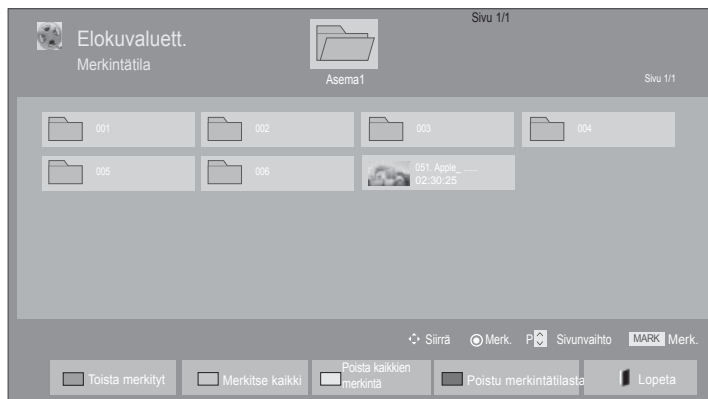 Sivu 1/1
Elokuvaluett.
Merkintätila
Asema1
Sivu 1/1
001
002
003
004
005
006
051. Apple_ ......
02:30:25
Siirrä
Merk.
P
Sivunvaihto
MARK Merk.
Toista merkityt
Merkitse kaikki
Poista kaikkien
merkintä
Poistu merkintätilasta
Lopeta